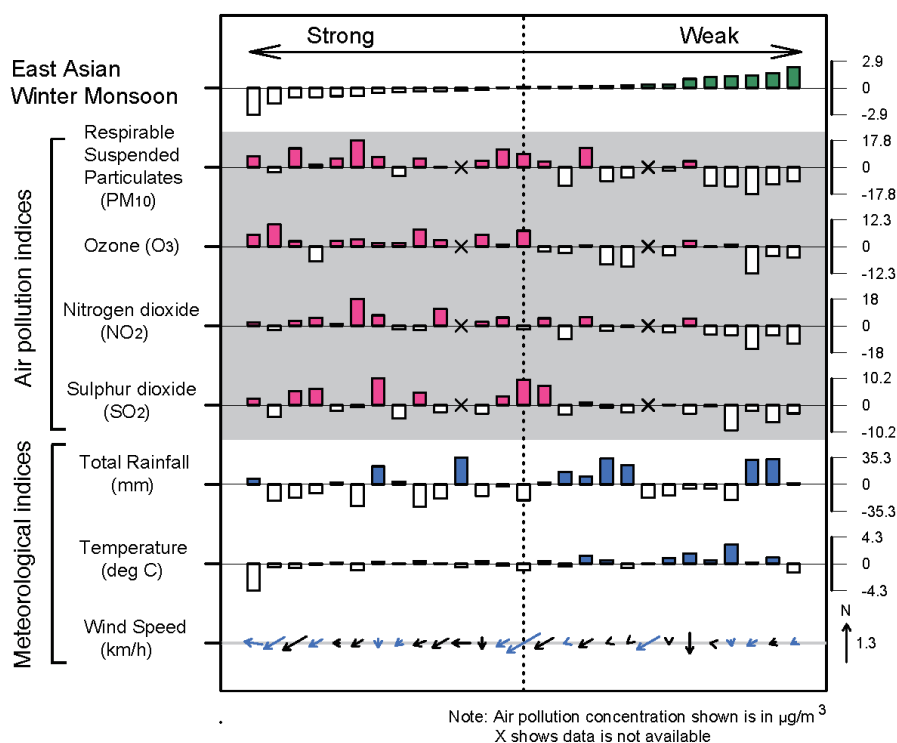 Strong Weak
East Asian
Winter Monsoon
2.9
0
-2.9
Air pollution indices
Respirable
Suspended
Particulates
(PM10)
17.8
0
-17.8
Ozone (O3)
12.3
0
-12.3
Nitrogen dioxide
(NO2)
18
0
-18
Sulphur dioxide
(SO2)
10.2
0
-10.2
Meteorological indices
Total Rainfall
(mm)
35.3
0
-35.3
Temperature
(deg C)
4.3
0
-4.3
Wind Speed
(km/h)
N
1.3
Note: Air pollution concentration shown is in µg/m³
X shows data is not available